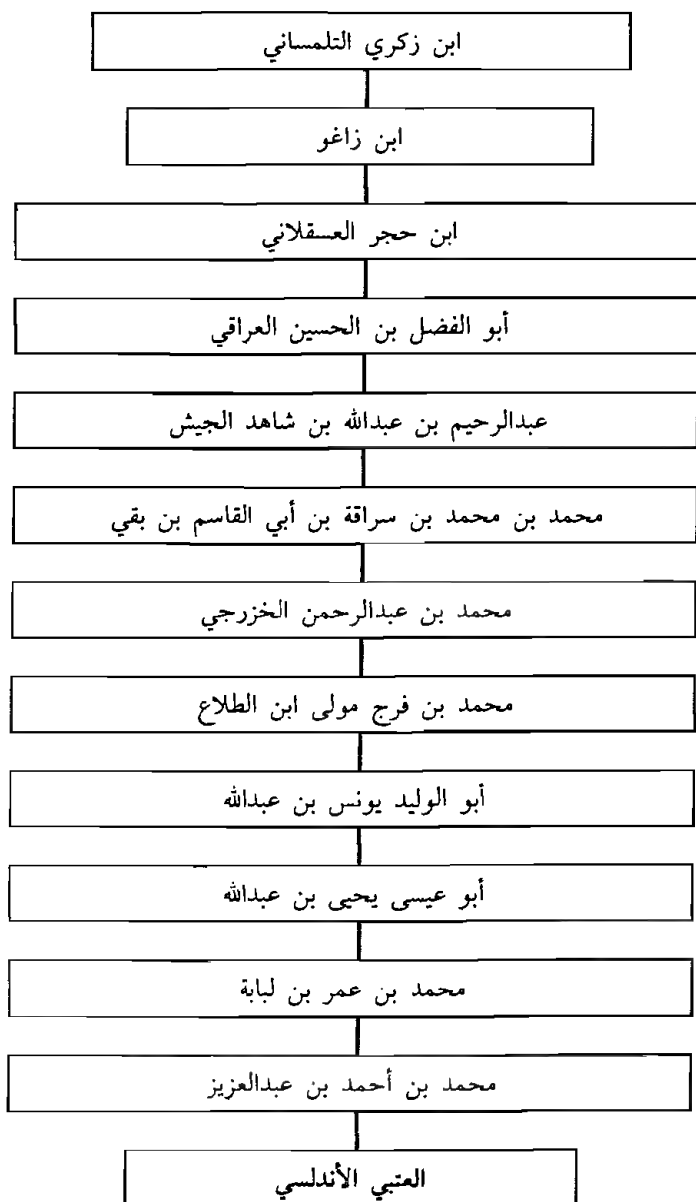 ابن زكري التلمساني
ابن زاغو
ابن حجر العسقلاني
أبو الفضل بن الحسين العراقي
عبدالرحيم بن عبدالله بن شاهد الجيش
محمد بن محمد بن سراقة بن أبي القاسم بن بقي
محمد بن عبدالرحمن الخزرجي
محمد بن فرج مولى ابن الطلاع
أبو الوليد يونس بن عبدالله
أبو عيسى يحيى بن عبدالله
محمد بن عمر بن لبابة
محمد بن أحمد بن عبدالعزيز
العتبي الأندلسي